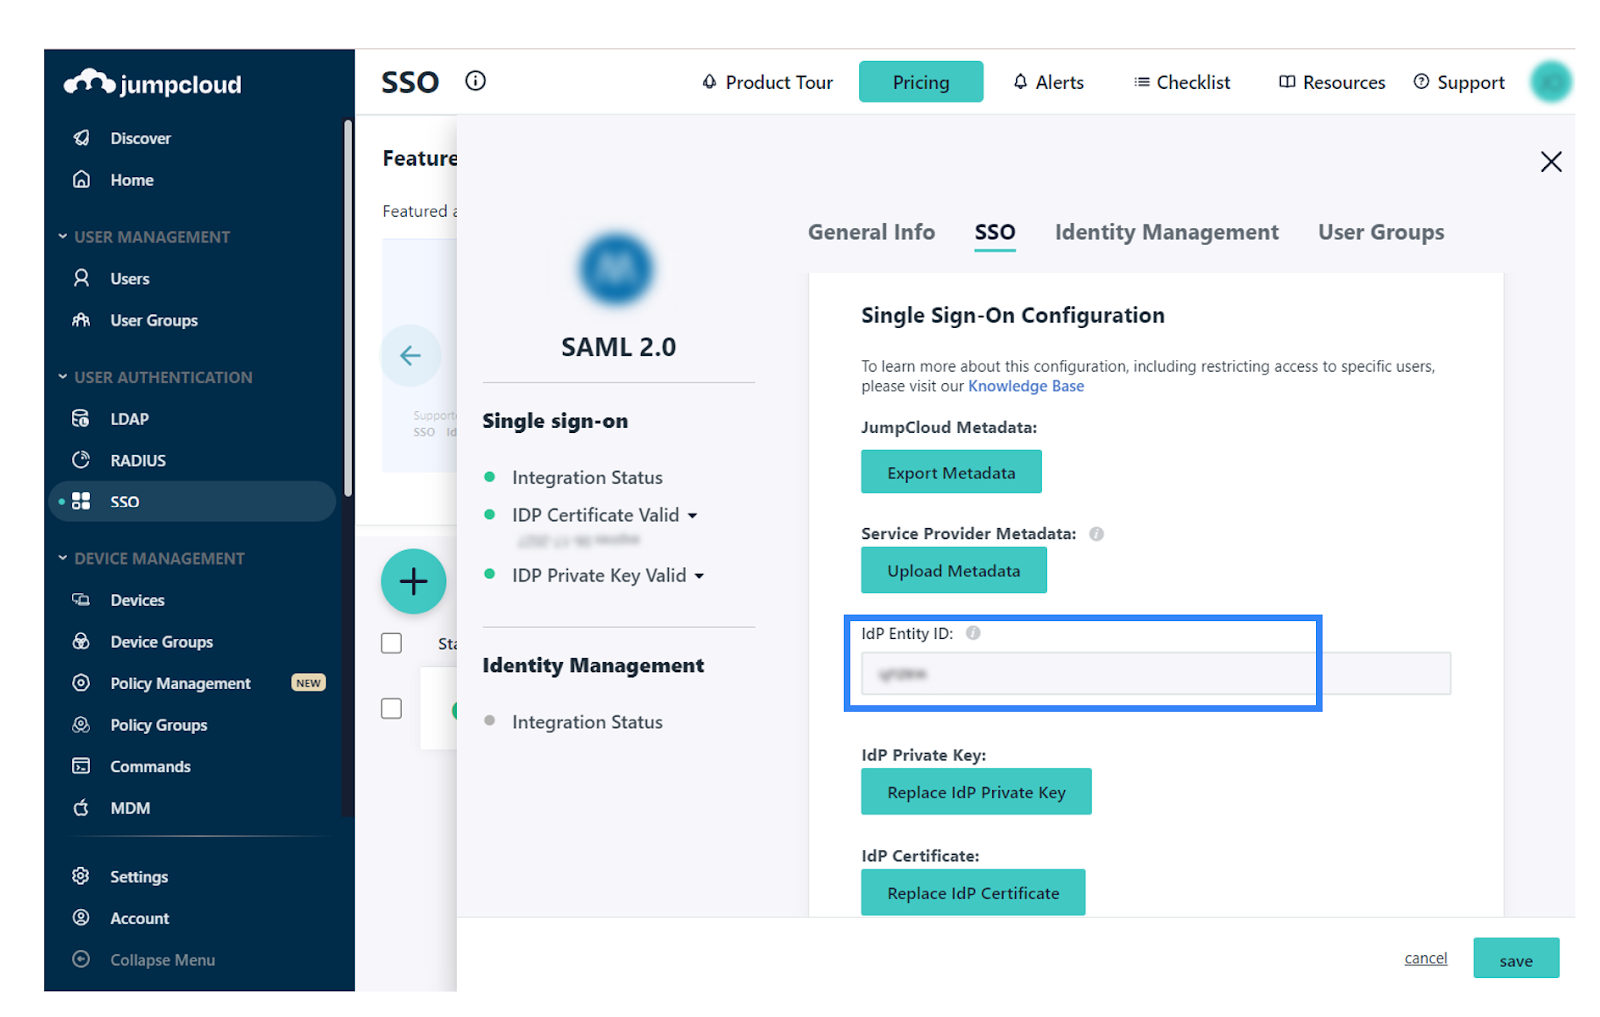 jumpcloud
Discover
Home
USER MANAGEMENT
Users
User Groups
USER AUTHENTICATION
LDAP
RADIUS
SSO
DEVICE MANAGEMENT
Devices
Device Groups
Policy Management NEW
Policy Groups
Commands
MDM
Settings
Account
Collapse Menu
SSO
Product Tour
Pricing
Alerts
Checklist
Resources
Support
Feature
Featured a
Supporte
SSO Id
Sta
SAML 2.0
Single sign-on
Integration Status
IDP Certificate Valid
IDP Private Key Valid
Identity Management
Integration Status
General Info
SSO
Identity Management
User Groups
Single Sign-On Configuration
To learn more about this configuration, including restricting access to specific users,
please visit our Knowledge Base
JumpCloud Metadata:
Export Metadata
Service Provider Metadata:
Upload Metadata
IdP Entity ID:
IdP Private Key:
Replace IdP Private Key
IdP Certificate:
Replace IdP Certificate
cancel
save